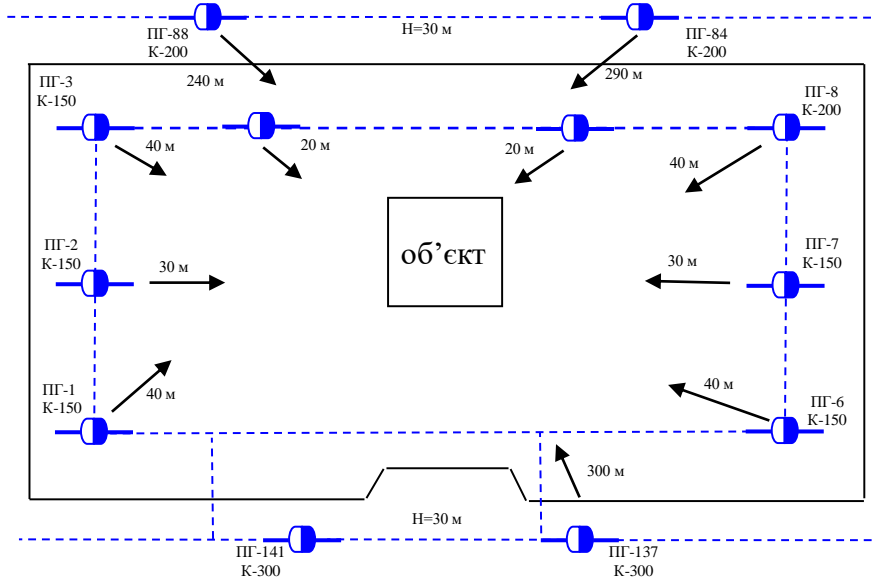 ПГ-88
К-200
Н=30 м
ПГ-84
К-200
240 м
290 м
ПГ-3
К-150
ПГ-8
К-200
40 м
20 м
20 м
40 м
ПГ-2
К-150
30 м
об’єкт
30 м
ПГ-7
К-150
ПГ-1
К-150
40 м
40 м
ПГ-6
К-150
300 м
Н=30 м
ПГ-141
К-300
ПГ-137
К-300